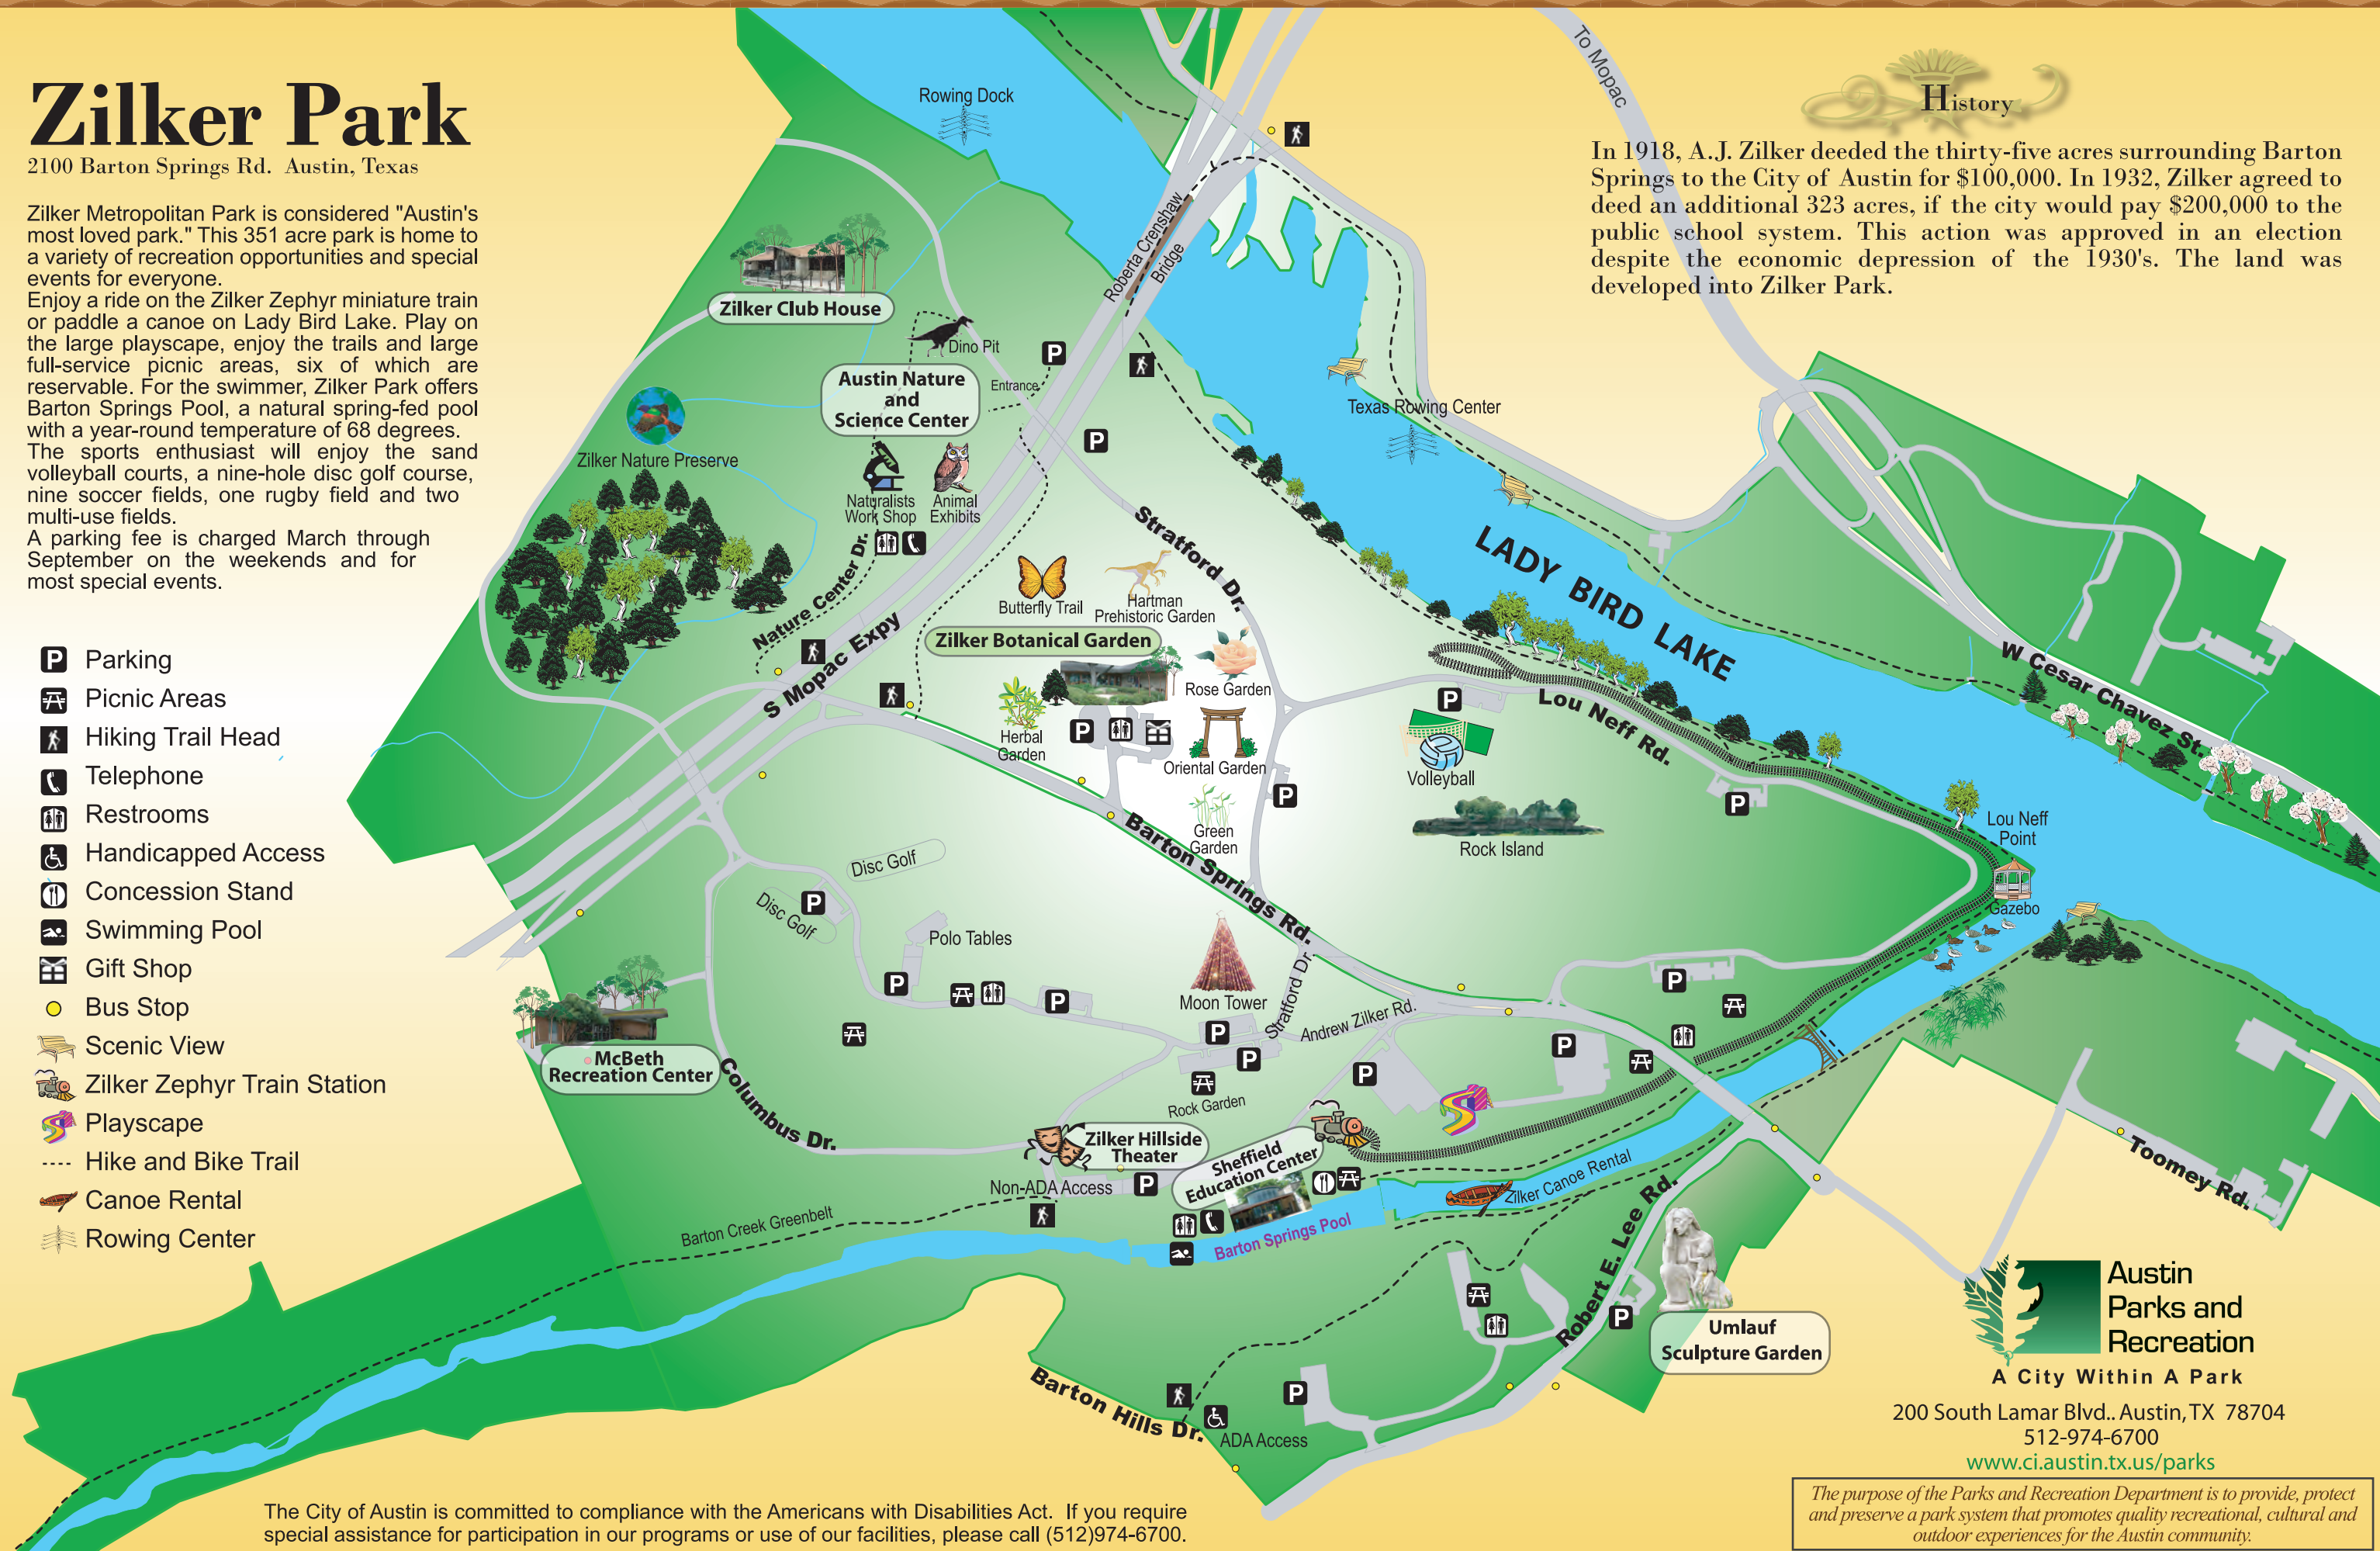 Zilker Park
2100 Barton Springs Rd. Austin, Texas
Zilker Metropolitan Park is considered "Austin's
most loved park." This 351 acre park is home to
a variety of recreation opportunities and special
events for everyone.
Enjoy a ride on the Zilker Zephyr miniature train
or paddle a canoe on Lady Bird Lake. Play on
the large playscape, enjoy the trails and large
full-service picnic areas, six of which are
reservable. For the swimmer, Zilker Park offers
Barton Springs Pool, a natural spring-fed pool
with a year-round temperature of 68 degrees.
The sports enthusiast will enjoy the sand
volleyball courts, a nine-hole disc golf course,
nine soccer fields, one rugby field and two
multi-use fields.
A parking fee is charged March through
September on the weekends and for
most special events.
P Parking
Picnic Areas
Hiking Trail Head
Telephone
Restrooms
Handicapped Access
Concession Stand
Swimming Pool
Gift Shop
Bus Stop
Scenic View
Zilker Zephyr Train Station
Playscape
Hike and Bike Trail
Canoe Rental
Rowing Center
History
In 1918, A.J. Zilker deeded the thirty-five acres surrounding Barton
Springs to the City of Austin for $100,000. In 1932, Zilker agreed to
deed an additional 323 acres, if the city would pay $200,000 to the
public school system. This action was approved in an election
despite the economic depression of the 1930's. The land was
developed into Zilker Park.
To Mopac
Rowing Dock
Roberta Crenshaw
Bridge
Zilker Club House
Dino Pit
P
Entrance
Austin Nature
and
Science Center
P
Texas Rowing Center
Zilker Nature Preserve
Naturalists
Work Shop
Animal
Exhibits
Nature Center Dr.
S Mopac Expy
Stratford Dr.
LADY BIRD LAKE
Butterfly Trail
Hartman
Prehistoric Garden
Zilker Botanical Garden
Rose Garden
P
Herbal
Garden
Oriental Garden
P
Green
Garden
P
Lou Neff Rd.
Volleyball
Rock Island
P
W Cesar Chavez St.
Lou Neff
Point
Gazebo
Barton Springs Rd.
Disc Golf
Disc Golf
P
Polo Tables
P
P
Moon Tower
P
P
Stratford Dr.
Andrew Zilker Rd.
P
P
P
Rock Garden
McBeth
Recreation Center
Columbus Dr.
Zilker Hillside
Theater
Sheffield
Education Center
Non-ADA Access
P
Barton Creek Greenbelt
Barton Springs Pool
Zilker Canoe Rental
Robert E. Lee Rd.
P
Umlauf
Sculpture Garden
Toomey Rd.
Barton Hills Dr.
P
ADA Access
Austin
Parks and
Recreation
A City Within A Park
200 South Lamar Blvd.. Austin, TX 78704
512-974-6700
www.ci.austin.tx.us/parks
The purpose of the Parks and Recreation Department is to provide, protect
and preserve a park system that promotes quality recreational, cultural and
outdoor experiences for the Austin community.
The City of Austin is committed to compliance with the Americans with Disabilities Act. If you require
special assistance for participation in our programs or use of our facilities, please call (512)974-6700.